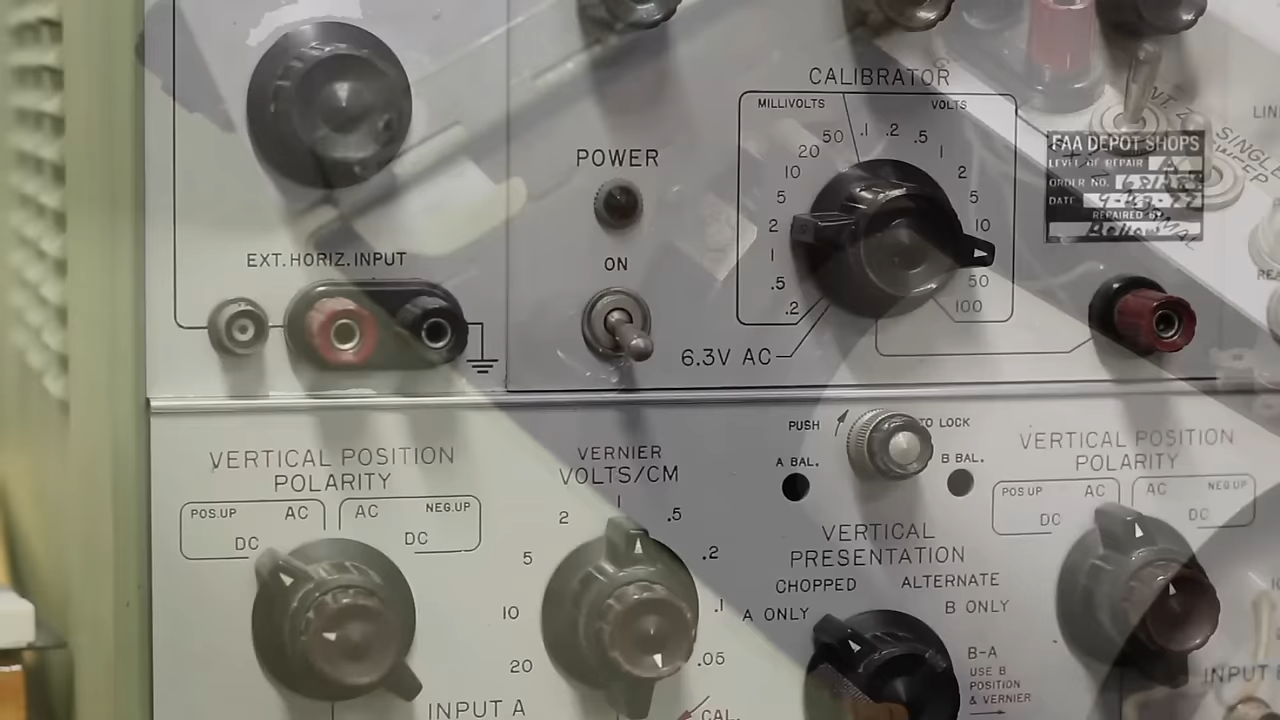 CALIBRATOR
MILLIVOLTS
VOLTS
50
.1
.2
.5
20
1
10
2
5
5
2
10
1
.5
50
.2
100
6.3V AC
POWER
ON
EXT. HORIZ. INPUT
FAA DEPOT SHOPS
LEVEL OF REPAIR
ORDER NO.
DATE
REPAIRED BY
SINGLE
SWEEP
NORMAL
PUSH
TO LOCK
A BAL.
B BAL.
VERTICAL POSITION
POLARITY
POS.UP
AC
AC
NEG.UP
DC
DC
VERNIER
VOLTS/CM
2
1
.5
5
.2
10
.1
20
.05
CAL.
INPUT A
VERTICAL
PRESENTATION
CHOPPED
ALTERNATE
A ONLY
B ONLY
B-A
USE B
POSITION
& VERNIER
VERTICAL POSITION
POLARITY
POS UP
AC
AC
NEG UP
DC
DC
INPUT